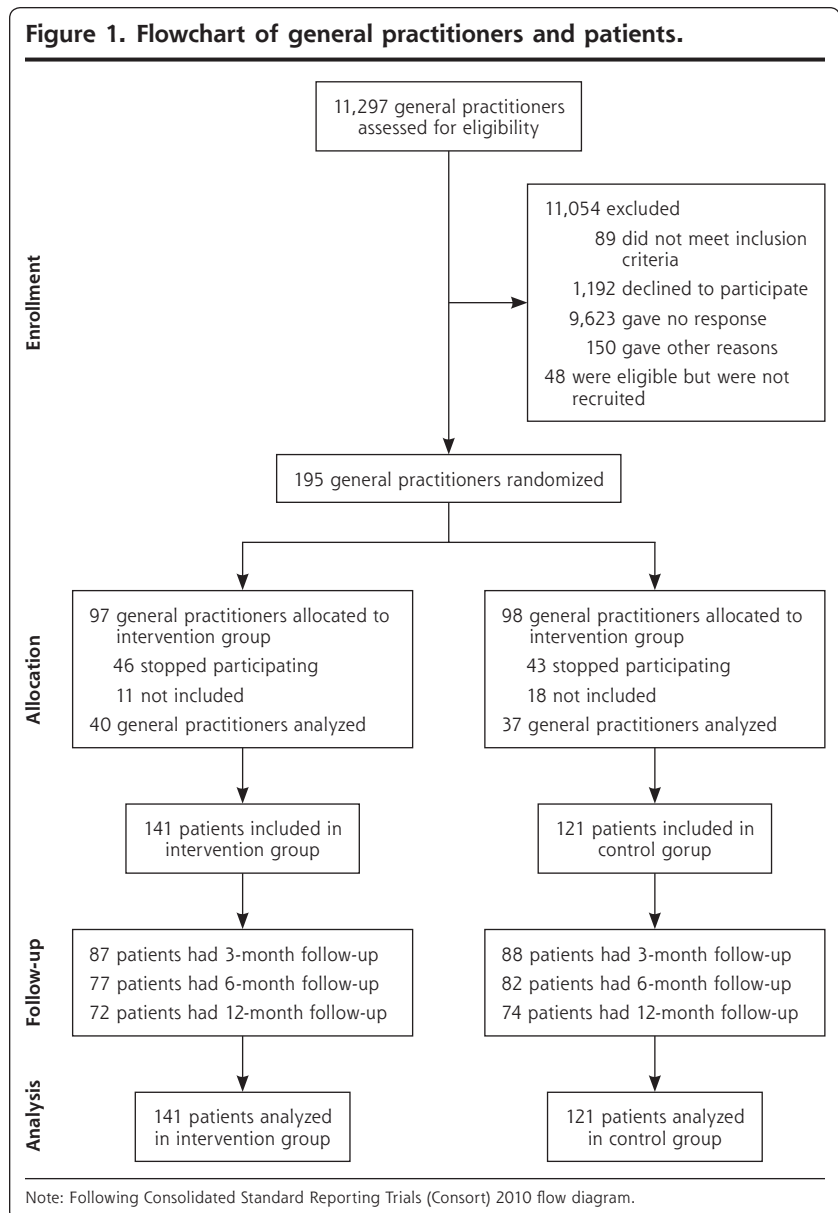 Figure 1. Flowchart of general practitioners and patients.
Enrollment
11,297 general practitioners
assessed for eligibility
11,054 excluded
89 did not meet inclusion
criteria
1,192 declined to participate
9,623 gave no response
150 gave other reasons
48 were eligible but were not
recruited
195 general practitioners randomized
Allocation
97 general practitioners allocated to
intervention group
46 stopped participating
11 not included
40 general practitioners analyzed
98 general practitioners allocated to
intervention group
43 stopped participating
18 not included
37 general practitioners analyzed
141 patients included in
intervention group
121 patients included in
control gorup
Follow-up
87 patients had 3-month follow-up
77 patients had 6-month follow-up
72 patients had 12-month follow-up
88 patients had 3-month follow-up
82 patients had 6-month follow-up
74 patients had 12-month follow-up
Analysis
141 patients analyzed
in intervention group
121 patients analyzed
in control group
Note: Following Consolidated Standard Reporting Trials (Consort) 2010 flow diagram.